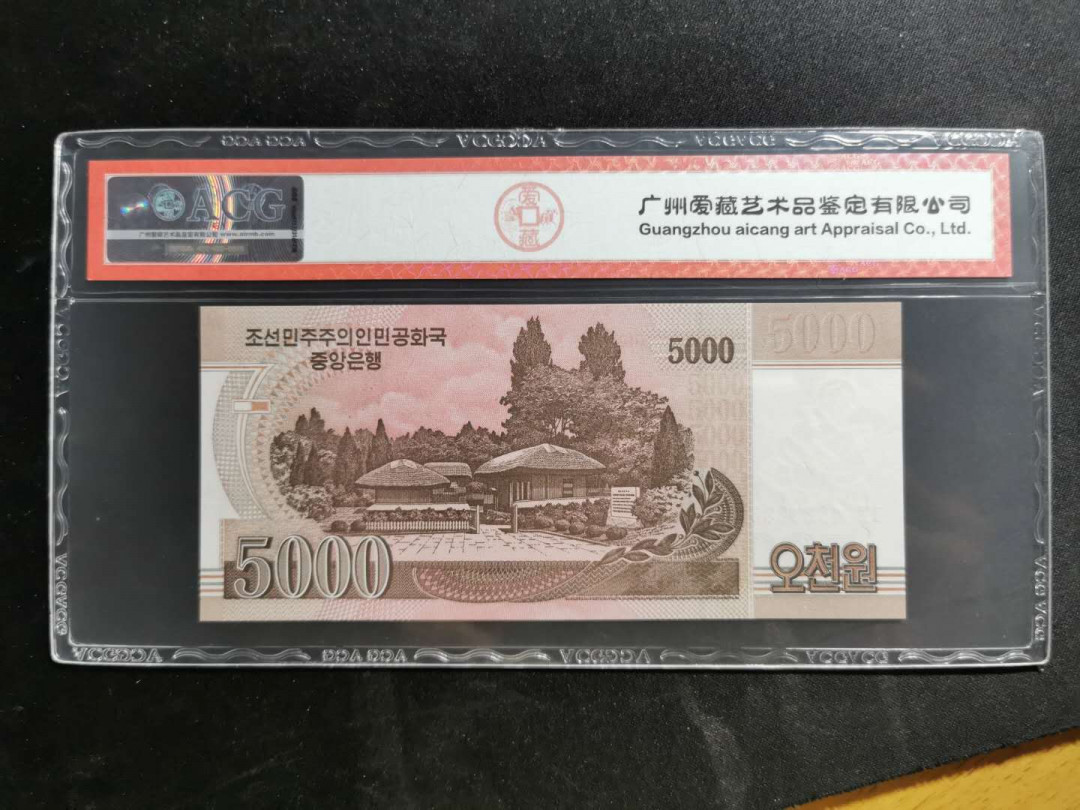 ACG
广州爱藏艺术品鉴定有限公司
Guangzhou aicang art Appraisal Co., Ltd.
조선민주주의인민공화국
중앙은행
5000
5000
5000
오천원